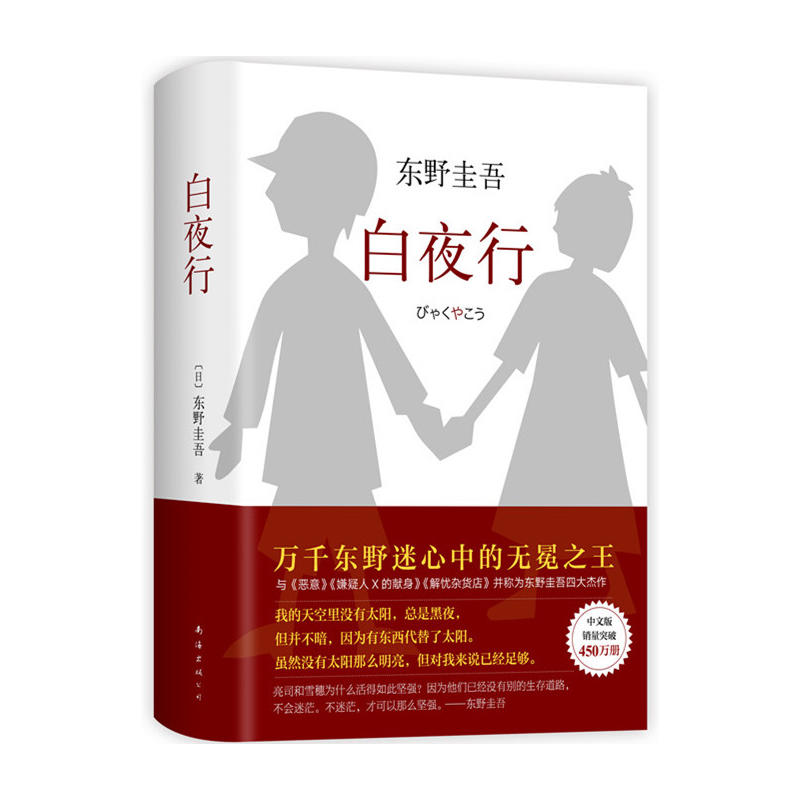 白夜行
〔日〕东野圭吾 著
南海出版公司
东野圭吾
白夜行
びゃくやこう
万千东野迷心中的无冕之王
与《恶意》《嫌疑人X的献身》《解忧杂货店》并称为东野圭吾四大杰作
我的天空里没有太阳，总是黑夜，
但并不暗，因为有东西代替了太阳。
虽然没有太阳那么明亮，但对我来说已经足够。
亮司和雪穗为什么活得如此坚强？因为他们已经没有别的生存道路，
不会迷茫。不迷茫，才可以那么坚强。——东野圭吾
中文版
销量突破
450万册